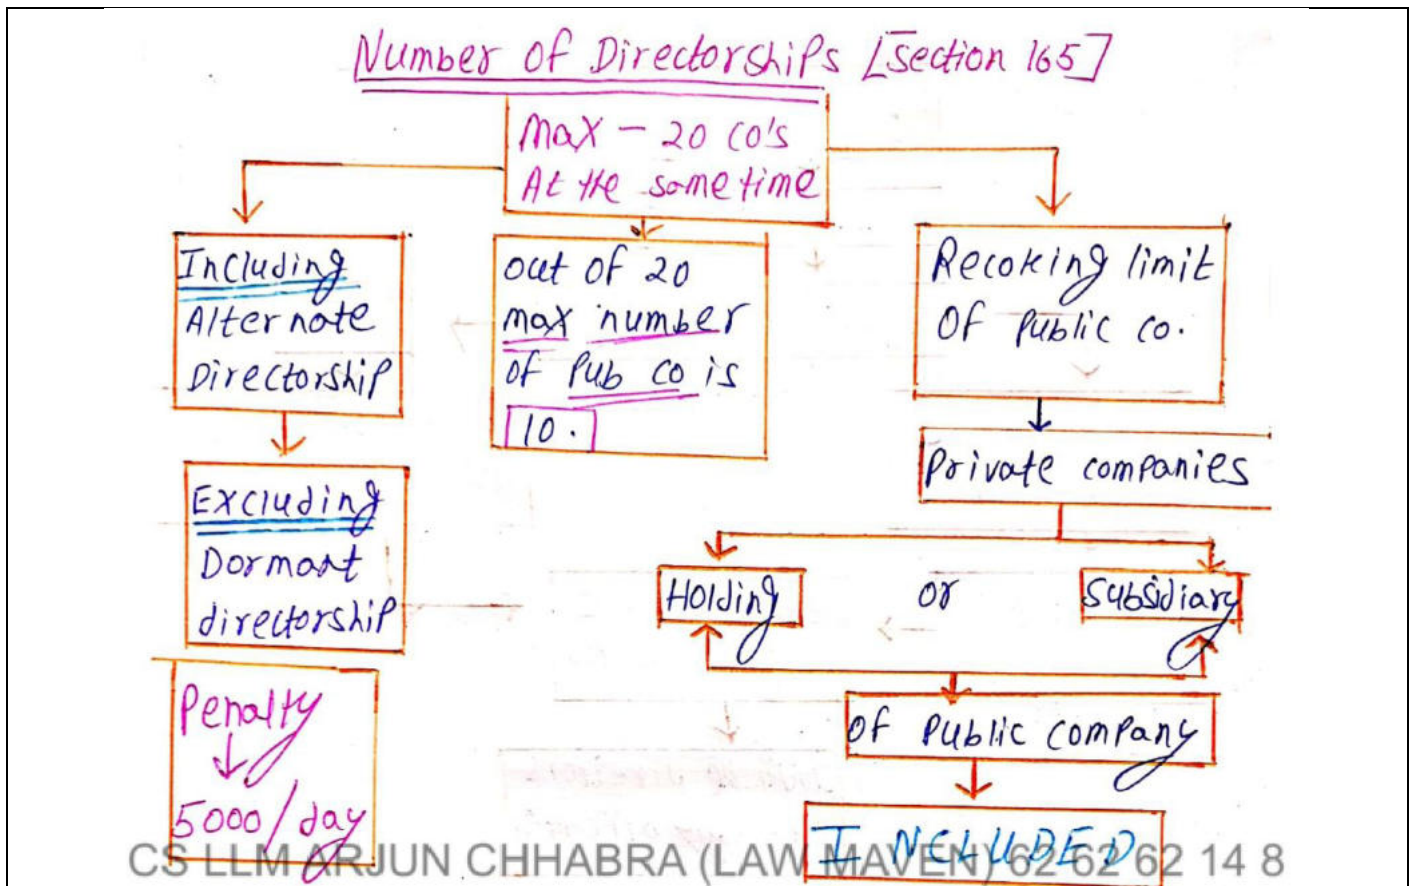 Number of Directorships [Section 165]
Max - 20 co's
At the same time
Including
Alternate
Directorship
Excluding
Dormant
directorship
Penalty
5000/day
out of 20
max number
of Pub co is
10.
Recoking limit
Of Public co.
Private companies
Holding or Subsidiary
of Public company
INCLUDED
CS LLM ARJUN CHHABRA (LAW MAVEN) 62 62 62 14 8